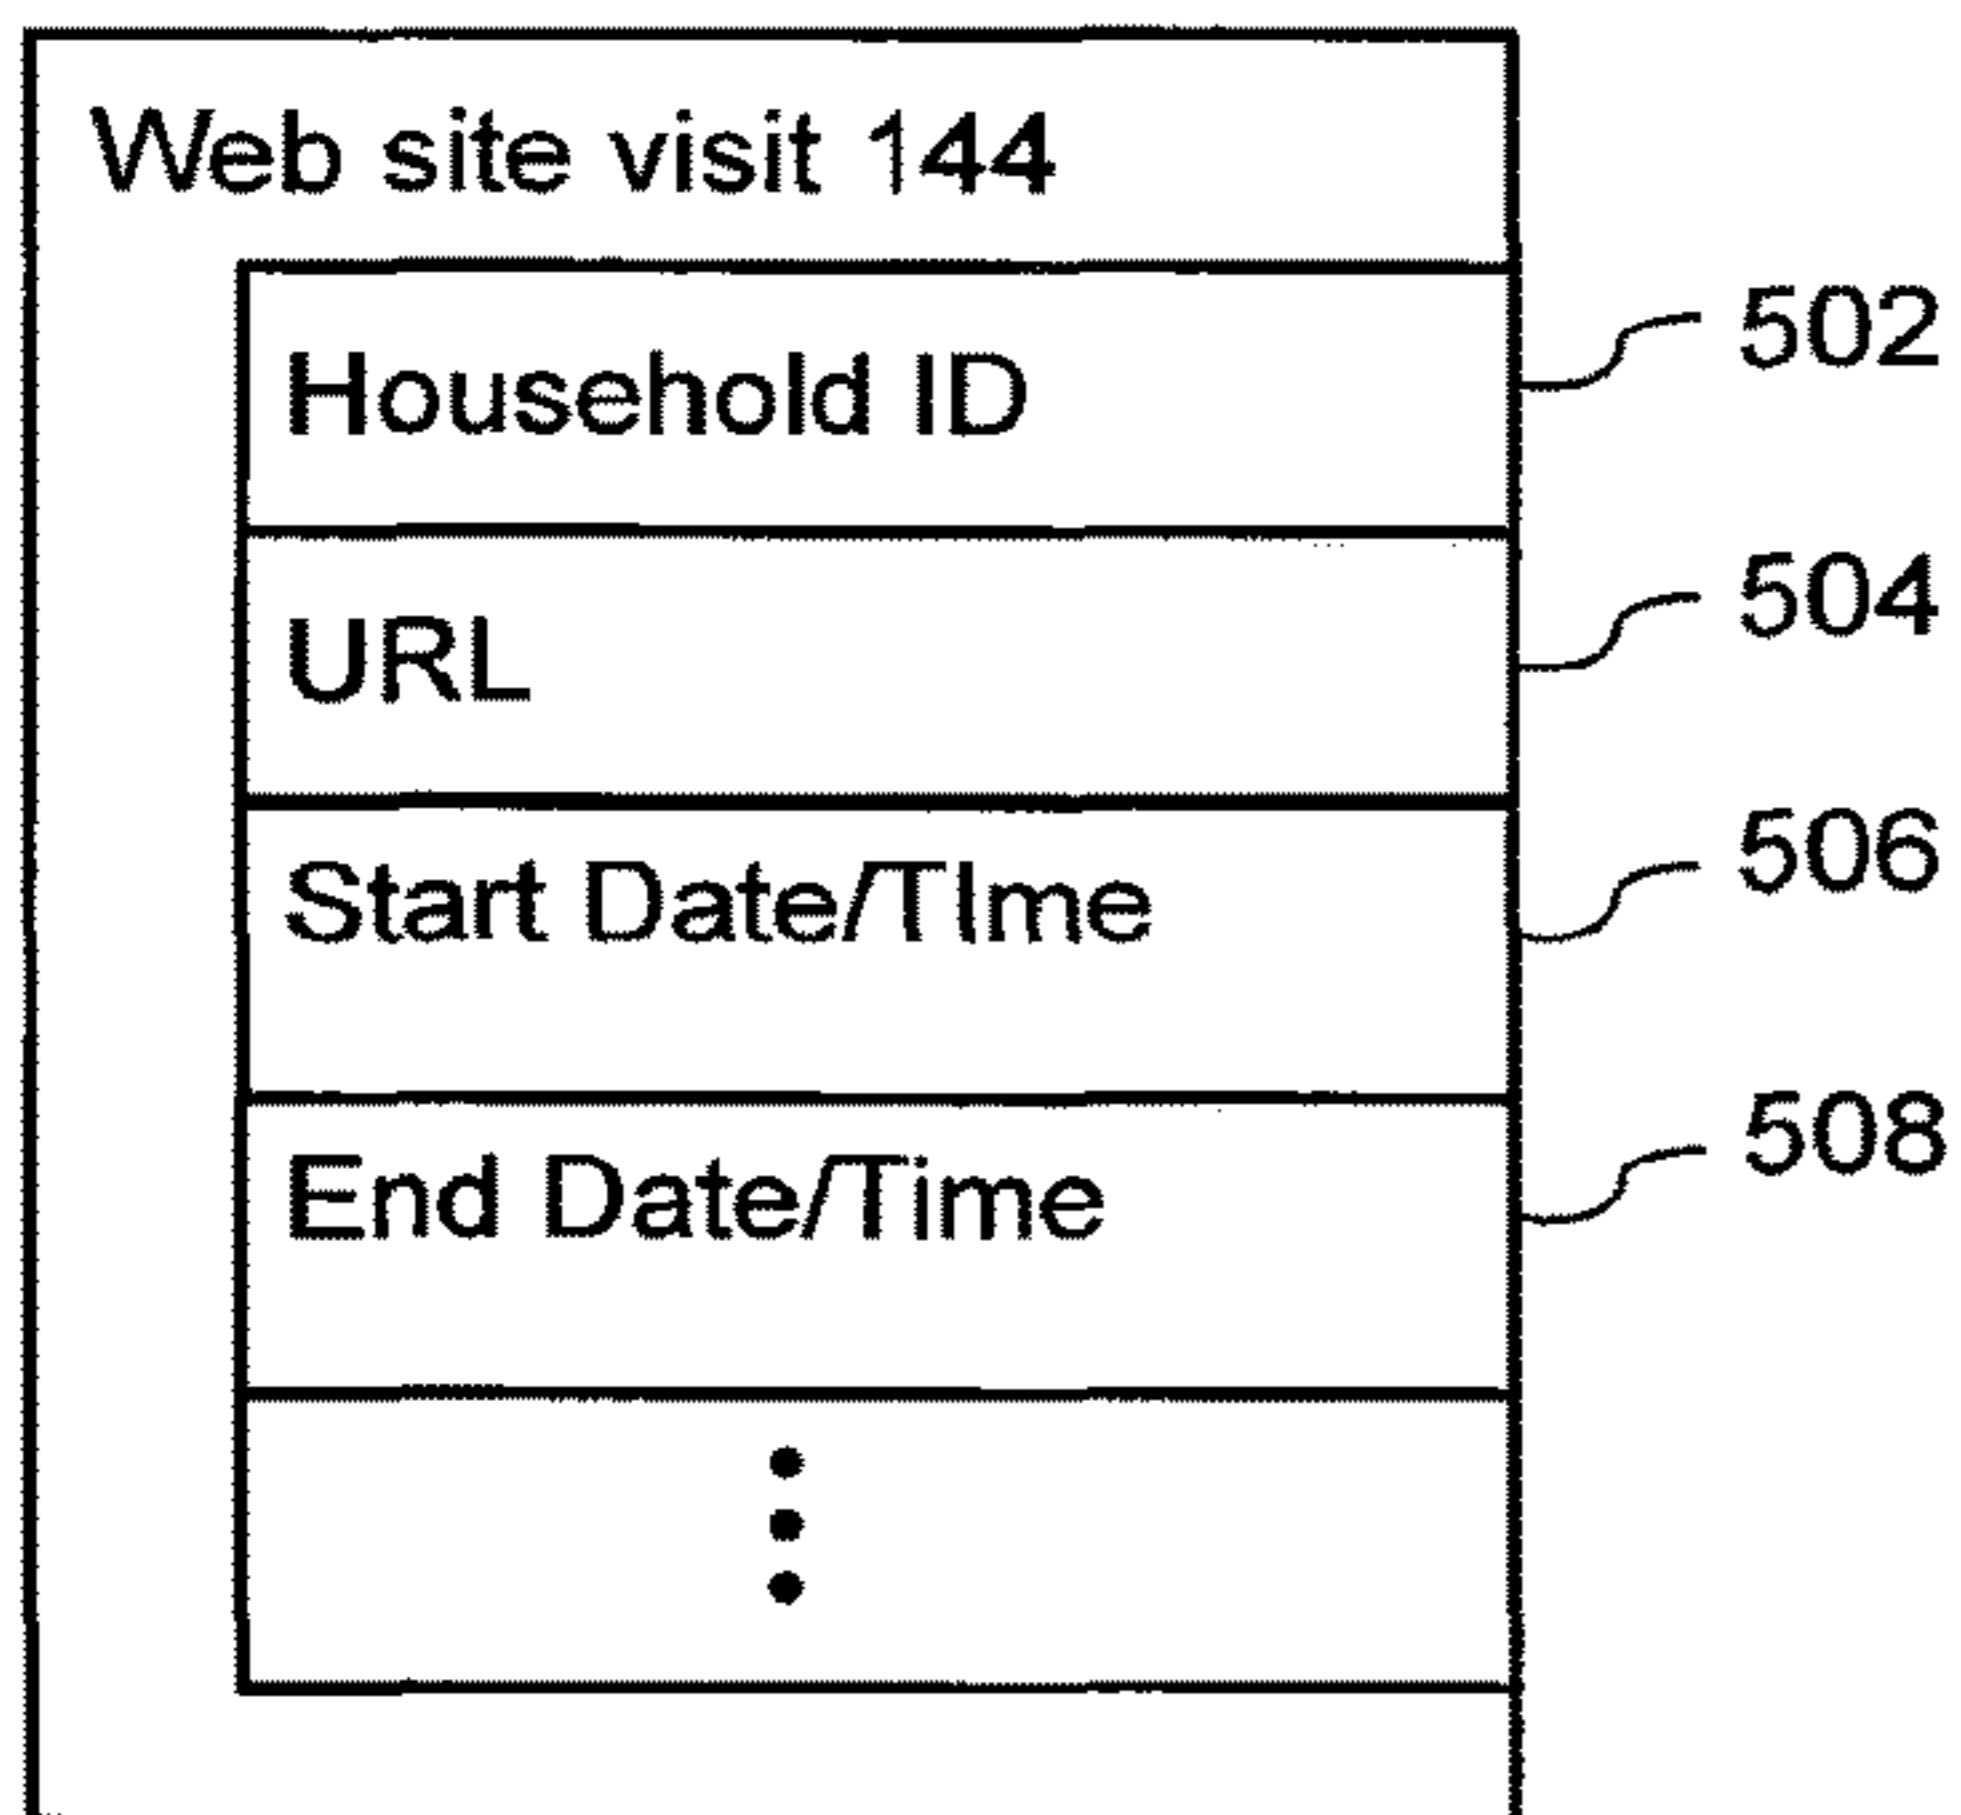 Web site visit 144
Household ID 502
URL 504
Start Date/TIme 506
End Date/Time 508